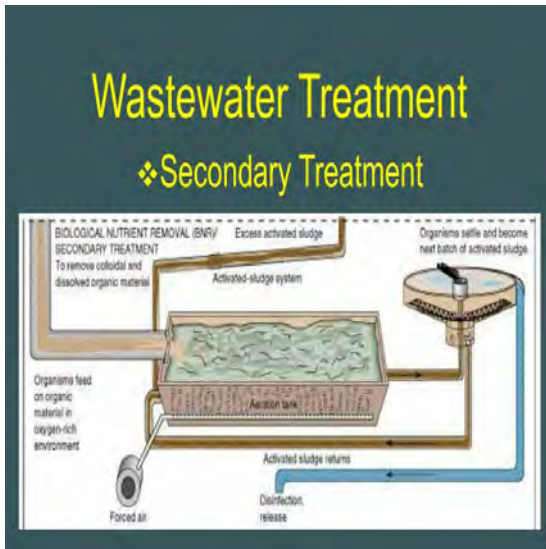 Wastewater Treatment
❖Secondary Treatment
BIOLOGICAL NUTRIENT REMOVAL (BNR)/
SECONDARY TREATMENT
To remove colloidal and
dissolved organic material
Excess activated sludge
Activated-sludge system
Organisms settle and become
next batch of activated sludge.
Organisms feed
on organic
material in
oxygen-rich
environment
Aeration tank
Activated sludge returns
Forced air
Disinfection,
release